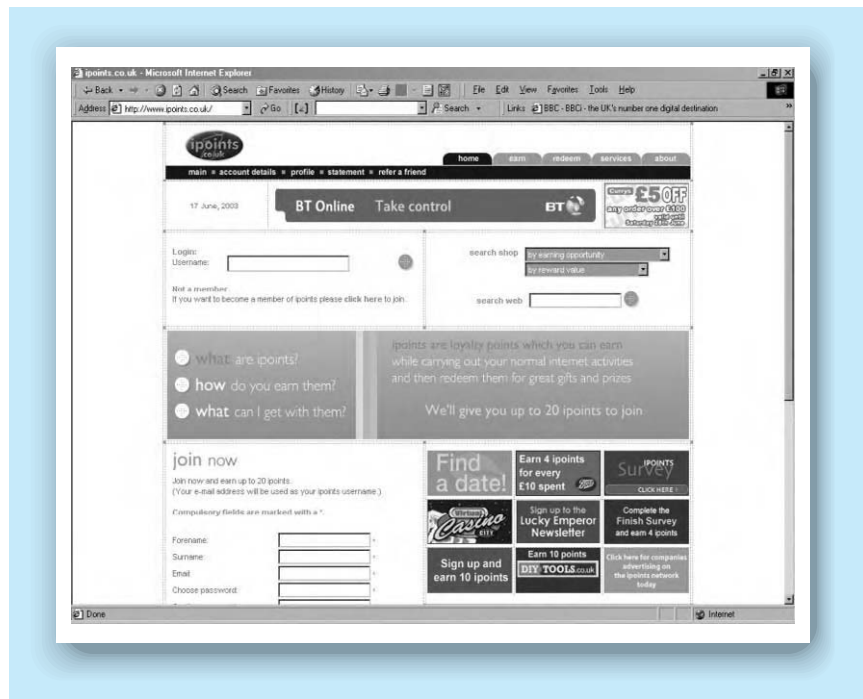 ipoints.co.uk - Microsoft Internet Explorer
Back Search Favorites History File Edit View Favorites Tools Help
Address http://www.ipoints.co.uk/ Go Search Links BBC - BBCi - the UK's number one digital destination
ipoints
home earn redeem services about
main account details profile statement refer a friend
17 June, 2003
BT Online Take control BT
Currys £5 OFF
any order over £100
valid until
Saturday 28th June
Login:
Username:
Not a member
If you want to become a member of ipoints please click here to join.
search shop by earning opportunity
by reward value
search web
what are ipoints?
how do you earn them?
what can I get with them?
ipoints are loyalty points which you can earn
while carrying out your normal internet activities
and then redeem them for great gifts and prizes
We'll give you up to 20 ipoints to join
join now
Join now and earn up to 20 ipoints.
(Your e-mail address will be used as your ipoints username.)
Compulsory fields are marked with a *.
Forename: *
Surname: *
Email: *
Choose password: *
Find
a date!
Earn 4 ipoints
for every
£10 spent
IPOINTS
Survey
CLICK HERE
Virtual
Casino
CITY
Sign up to the
Lucky Emperor
Newsletter
Complete the
Finish Survey
and earn 4 ipoints
Sign up and
earn 10 ipoints
Earn 10 points
DIY TOOLS.co.uk
Click here for companies
advertising on
the ipoints network
today
Done Internet